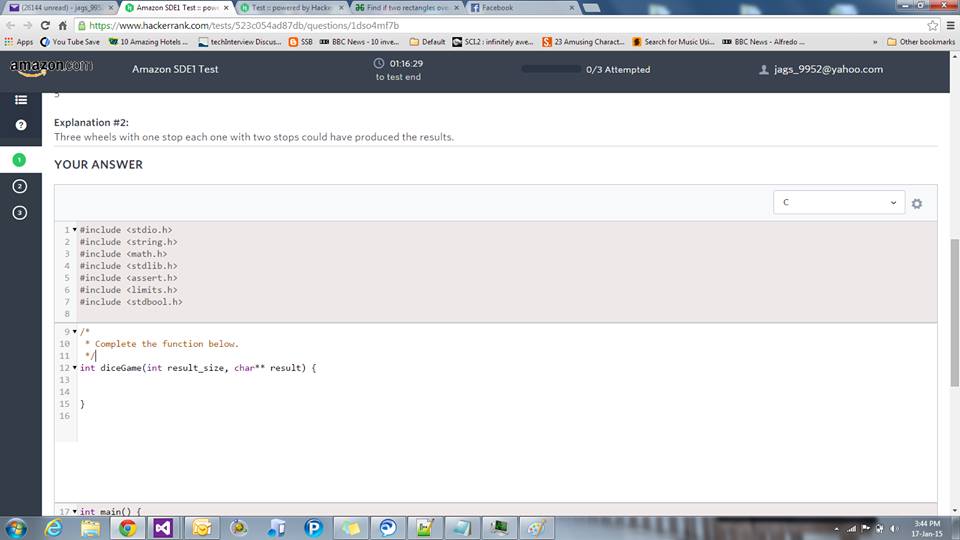 (26144 unread) - jags_995
Amazon SDE1 Test :: pow
Test :: powered by Hacker
Find if two rectangles ove
Facebook
https://www.hackerrank.com/tests/523c054ad87db/questions/1dso4mf7b
Apps
You Tube Save
10 Amazing Hotels
techInterview Discus...
SSB
BBC News - 10 inve...
Default
SCJ.2 : infinitely awe...
23 Amusing Charact...
Search for Music Usi...
BBC News - Alfredo ...
»
Other bookmarks
amazon.com
Amazon SDE1 Test
01:16:29
to test end
0/3 Attempted
jags_9952@yahoo.com
5
Explanation #2:
Three wheels with one stop each one with two stops could have produced the results.
YOUR ANSWER
C
1 #include <stdio.h>
2 #include <string.h>
3 #include <math.h>
4 #include <stdlib.h>
5 #include <assert.h>
6 #include <limits.h>
7 #include <stdbool.h>
8
9 /*
10 * Complete the function below.
11 */
12 int diceGame(int result_size, char** result) {
13
14
15 }
16
17 int main() {
?
1
2
3
3:44 PM
17-Jan-15